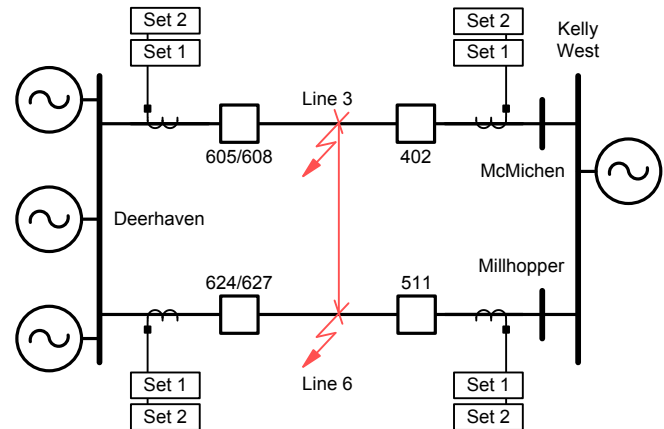 Set 2
Set 1
Set 2
Set 1
Kelly
West
Line 3
605/608
402
McMichen
Deerhaven
Millhopper
624/627
511
Set 1
Set 2
Line 6
Set 1
Set 2